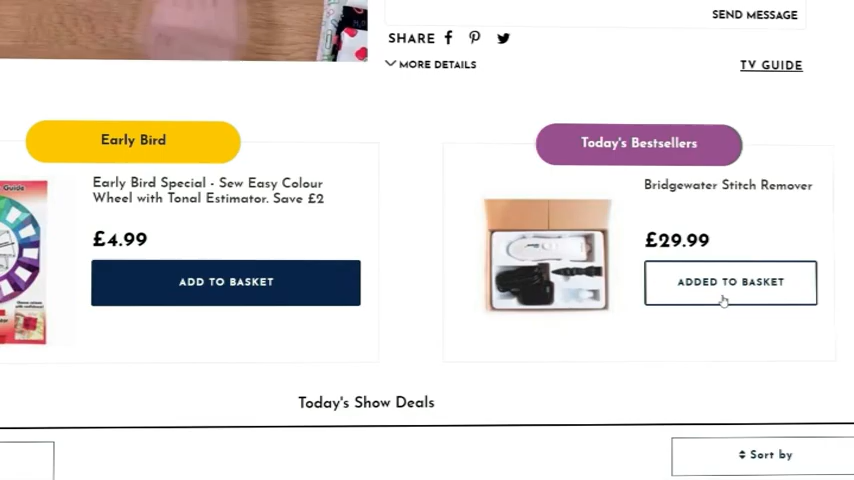 SEND MESSAGE
SHARE
MORE DETAILS
TV GUIDE
Early Bird
Today's Bestsellers
Guide
Early Bird Special - Sew Easy Colour
Wheel with Tonal Estimator. Save £2
£4.99
ADD TO BASKET
Bridgewater Stitch Remover
£29.99
ADDED TO BASKET
Today's Show Deals
Sort by